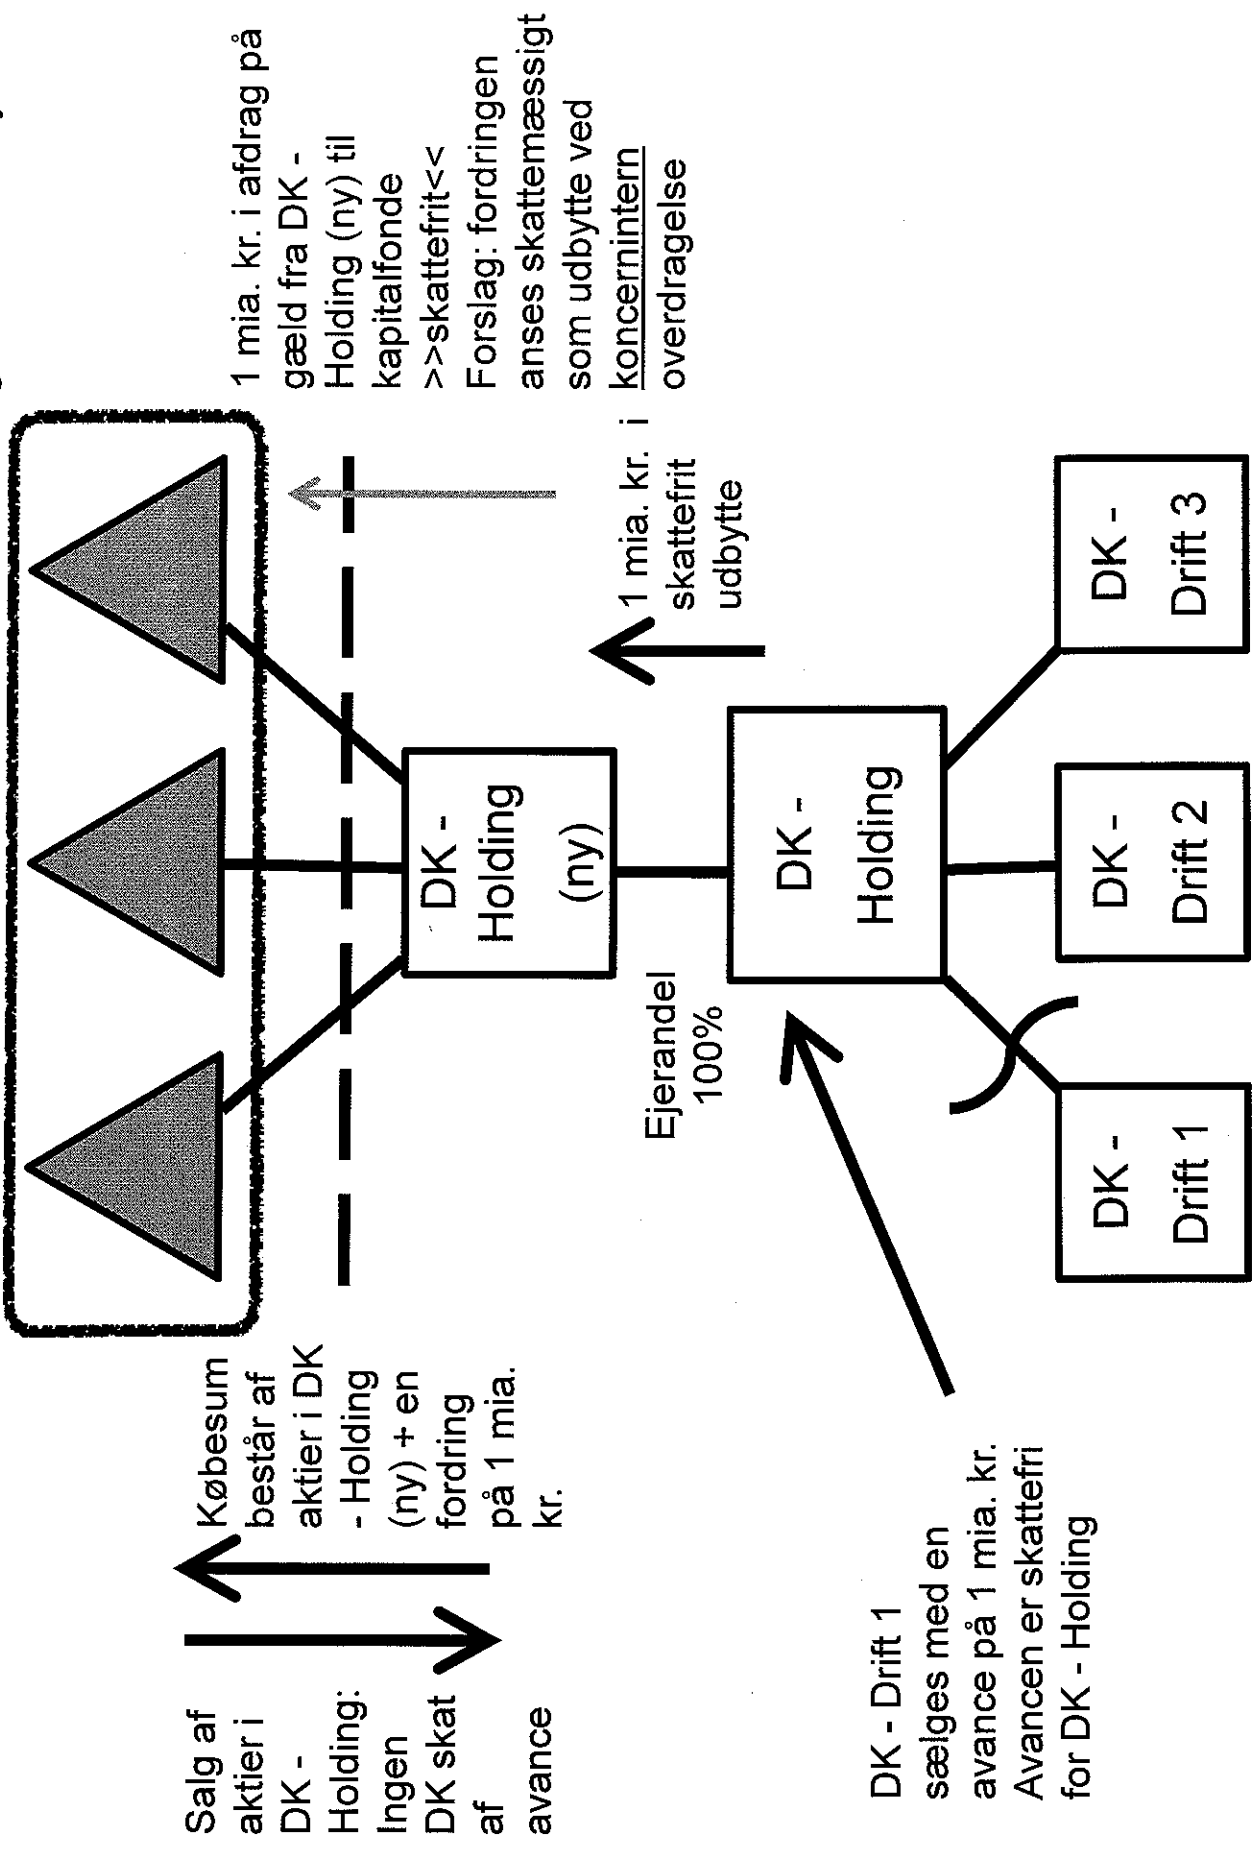 Salg af
aktier i
DK -
Holding:
Ingen
DK skat
af
avance
Købesum
består af
aktier i DK
- Holding
(ny) + en
fordring
på 1 mia.
kr.
1 mia. kr. i afdrag på
gæld fra DK -
Holding (ny) til
kapitalfonde
>>skattefrit<<
Forslag: fordringen
anses skattemæssigt
som udbytte ved
koncernintern
overdragelse
DK -
Holding
(ny)
Ejerandel
100%
1 mia. kr. i
skattefrit
udbytte
DK -
Holding
DK - Drift 1
sælges med en
avance på 1 mia. kr.
Avancen er skattefri
for DK - Holding
DK -
Drift 1
DK -
Drift 2
DK -
Drift 3